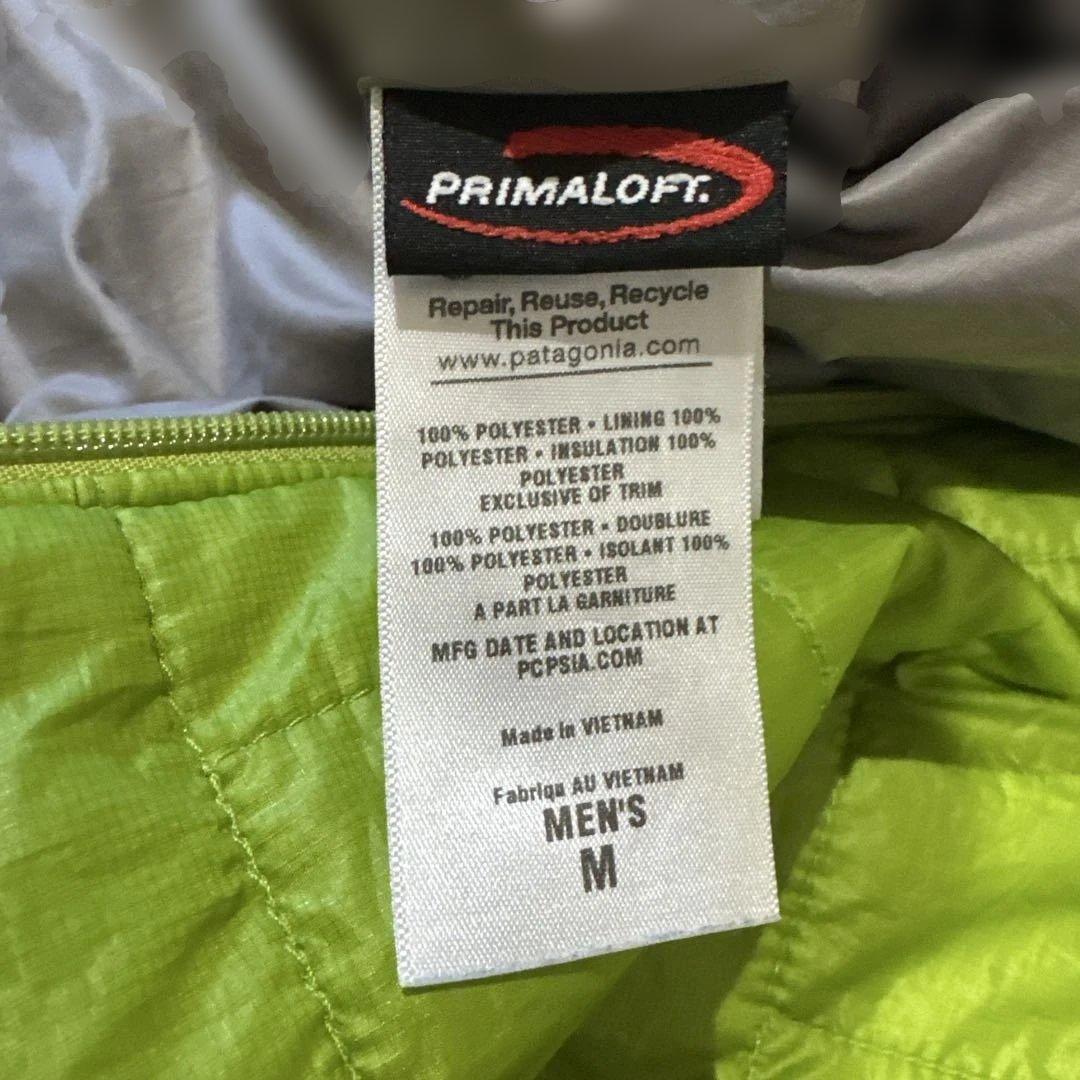 PRIMALOFT.
Repair, Reuse, Recycle
This Product
www.patagonia.com
100% POLYESTER • LINING 100%
POLYESTER • INSULATION 100%
POLYESTER
EXCLUSIVE OF TRIM
100% POLYESTER • DOUBLURE
100% POLYESTER • ISOLANT 100%
POLYESTER
A PART LA GARNITURE
MFG DATE AND LOCATION AT
PCPSIA.COM
Made in VIETNAM
Fabriqu AU VIETNAM
MEN'S
M